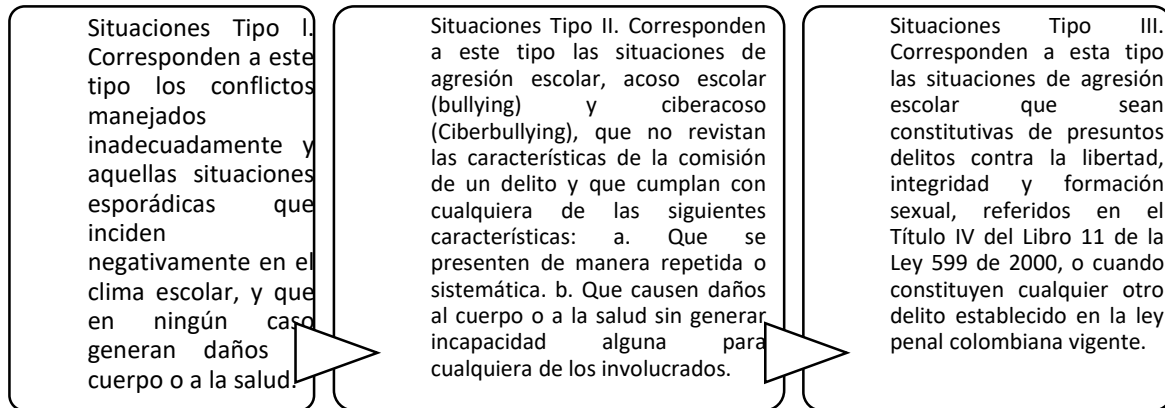 Situaciones Tipo I.
Corresponden a este
tipo los conflictos
manejados
inadecuadamente y
aquellas situaciones
esporádicas que
inciden
negativamente en el
clima escolar, y que
en ningún caso
generan daños
cuerpo o a la salud.
Situaciones Tipo II. Corresponden
a este tipo las situaciones de
agresión escolar, acoso escolar
(bullying) y ciberacoso
(Ciberbullying), que no revistan
las características de la comisión
de un delito y que cumplan con
cualquiera de las siguientes
características: a. Que se
presenten de manera repetida o
sistemática. b. Que causen daños
al cuerpo o a la salud sin generar
incapacidad alguna para
cualquiera de los involucrados.
Situaciones Tipo III.
Corresponden a esta tipo
las situaciones de agresión
escolar que sean
constitutivas de presuntos
delitos contra la libertad,
integridad y formación
sexual, referidos en el
Título IV del Libro 11 de la
Ley 599 de 2000, o cuando
constituyen cualquier otro
delito establecido en la ley
penal colombiana vigente.